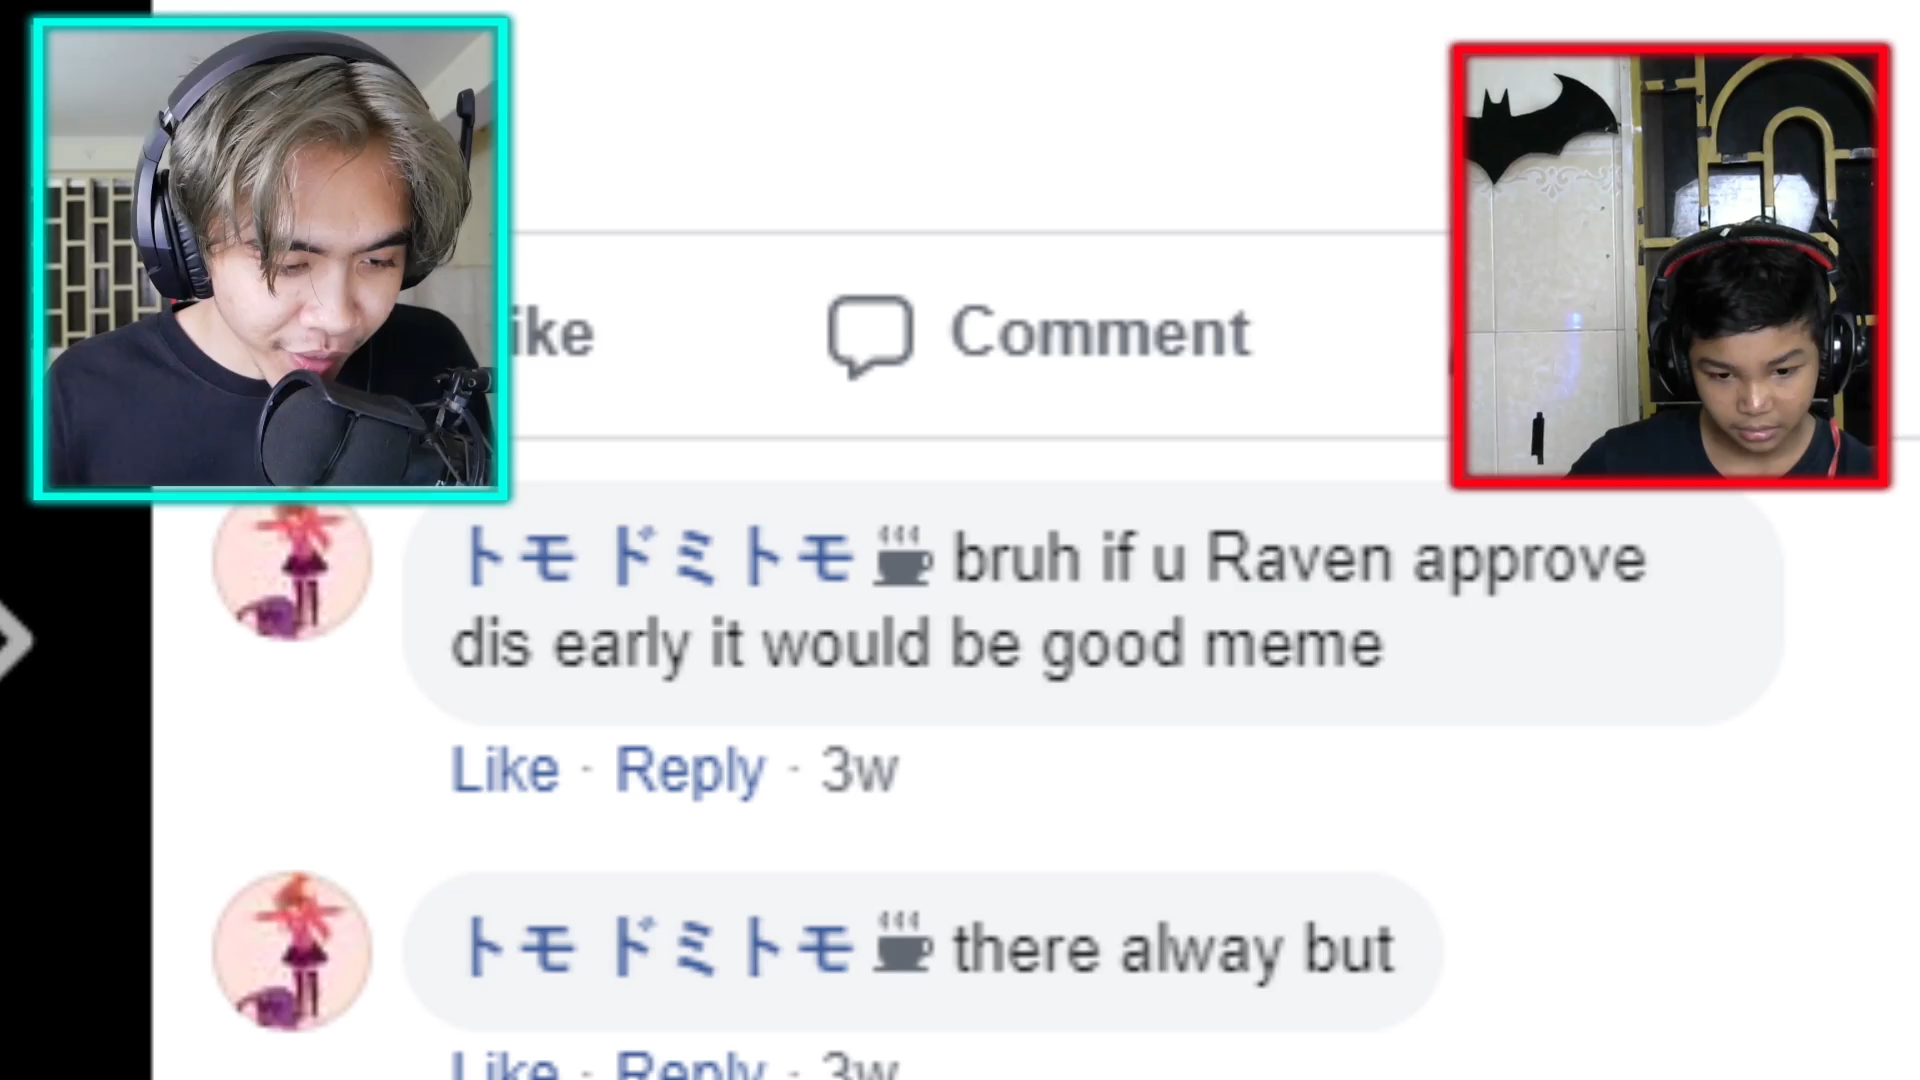 ike
Comment
トモ ドミトモ ☕ bruh if u Raven approve
dis early it would be good meme
Like · Reply · 3w
トモ ドミトモ ☕ there alway but
Like · Reply · 3w